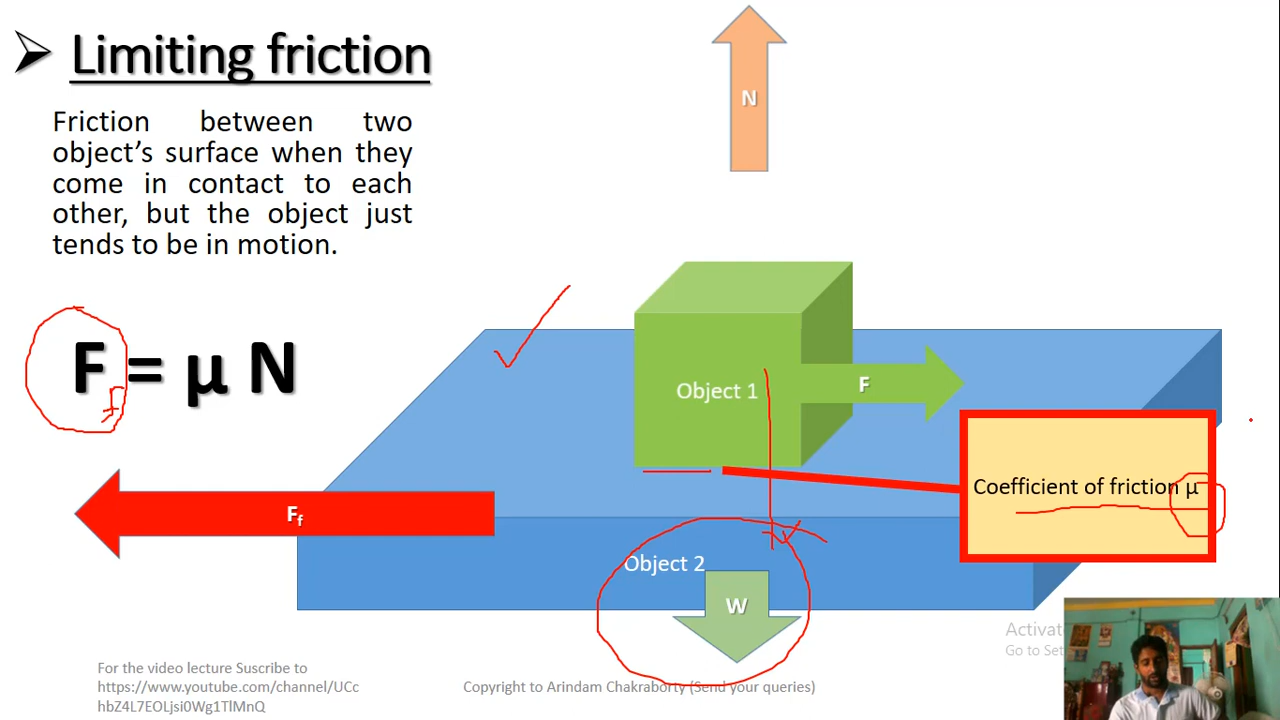 Limiting friction
Friction between two
object's surface when they
come in contact to each
other, but the object just
tends to be in motion.
F = μ N
N
Object 1
F
Coefficient of friction μ
Ff
Object 2
W
For the video lecture Suscribe to
https://www.youtube.com/channel/UCc
hbZ4L7EOLjsi0Wg1TlMnQ
Copyright to Arindam Chakraborty (Send your queries)
Go to